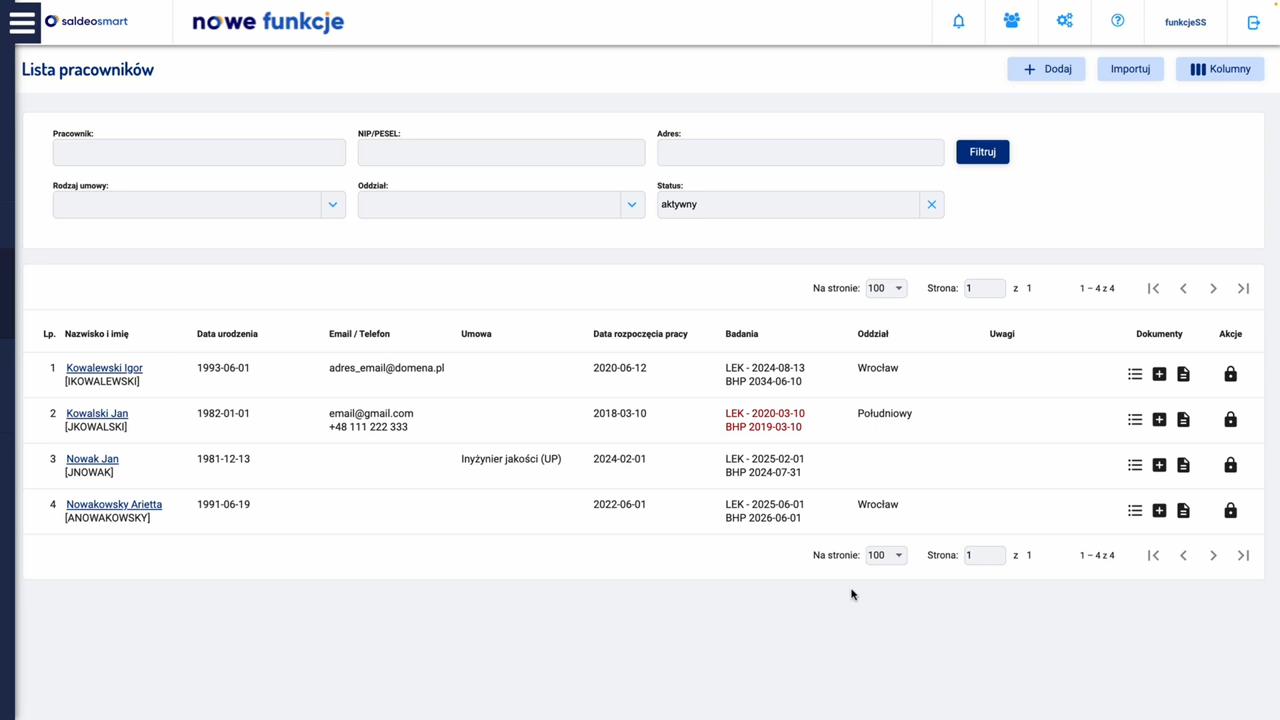 saldeosmart
nowe funkcje
funkcjeSS
Lista pracowników
Dodaj
Importuj
Kolumny
Pracownik:
NIP/PESEL:
Adres:
Filtruj
Rodzaj umowy:
Oddział:
Status:
aktywny
Na stronie: 100 Strona: 1 z 1 1 – 4 z 4
Lp. Nazwisko i imię Data urodzenia Email / Telefon Umowa Data rozpoczęcia pracy Badania Oddział Uwagi Dokumenty Akcje
1 Kowalewski Igor 1993-06-01 adres_email@domena.pl 2020-06-12 LEK - 2024-08-13 Wrocław
[IKOWALEWSKI] BHP 2034-06-10
2 Kowalski Jan 1982-01-01 email@gmail.com 2018-03-10 LEK - 2020-03-10 Południowy
[JKOWALSKI] +48 111 222 333 BHP 2019-03-10
3 Nowak Jan 1981-12-13 Inyżynier jakości (UP) 2024-02-01 LEK - 2025-02-01
[JNOWAK] BHP 2024-07-31
4 Nowakowsky Arietta 1991-06-19 2022-06-01 LEK - 2025-06-01 Wrocław
[ANOWAKOWSKY] BHP 2026-06-01
Na stronie: 100 Strona: 1 z 1 1 – 4 z 4